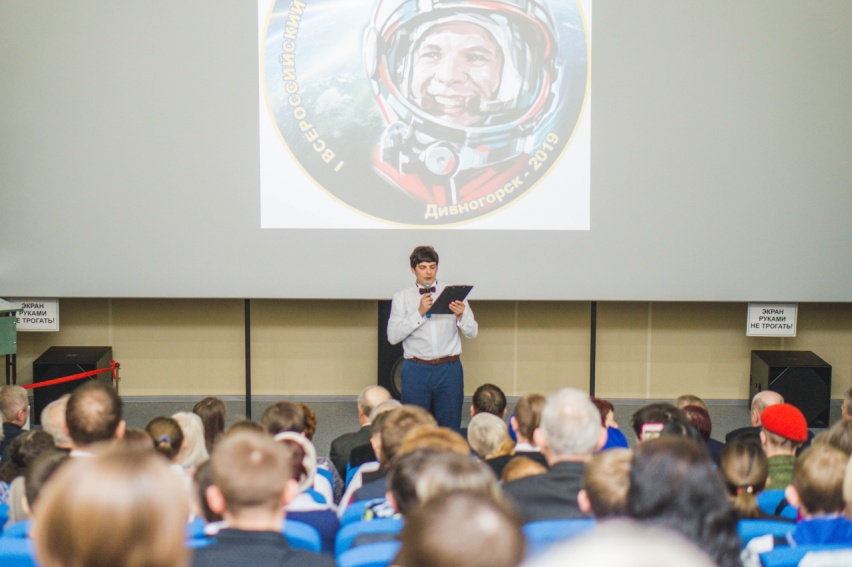 I ВСЕРОССИЙСКИЙ
Дивногорск - 2019
ЭКРАН
РУКАМИ
НЕ ТРОГАТЬ!
ЭКРАН
РУКАМИ
НЕ ТРОГАТЬ!